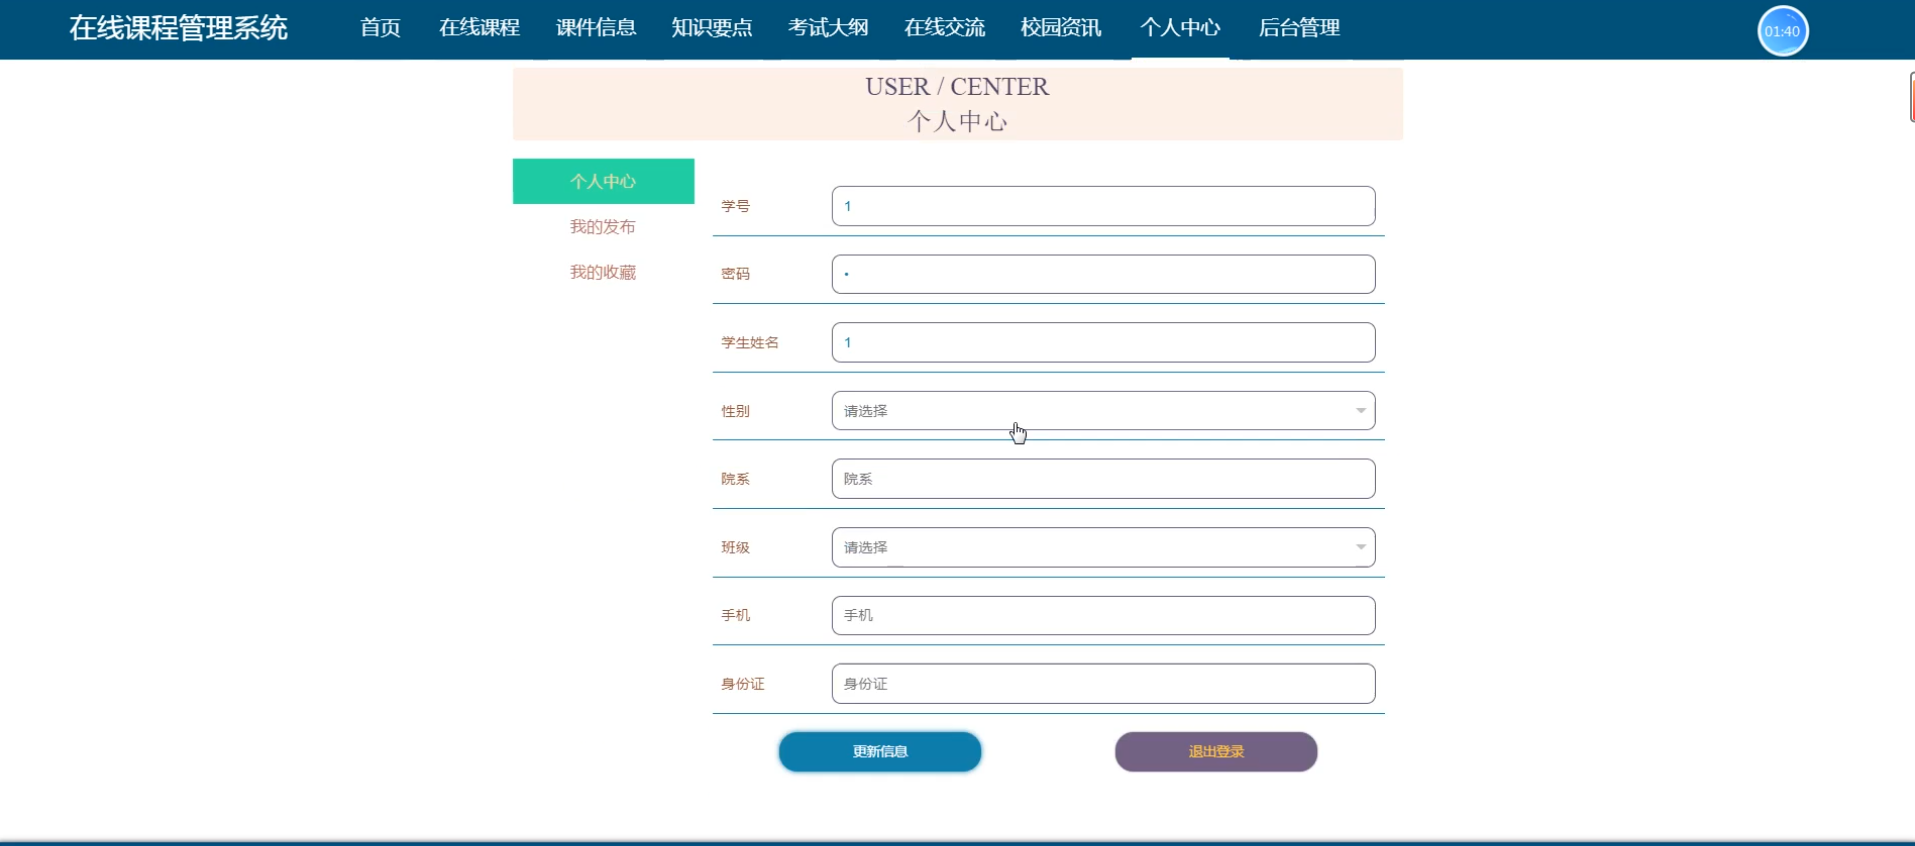 在线课程管理系统 首页 在线课程 课件信息 知识要点 考试大纲 在线交流 校园资讯 个人中心 后台管理 01:40
USER / CENTER
个人中心
个人中心
我的发布
我的收藏
学号 1
密码 •
学生姓名 1
性别 请选择
院系 院系
班级 请选择
手机 手机
身份证 身份证
更新信息 退出登录